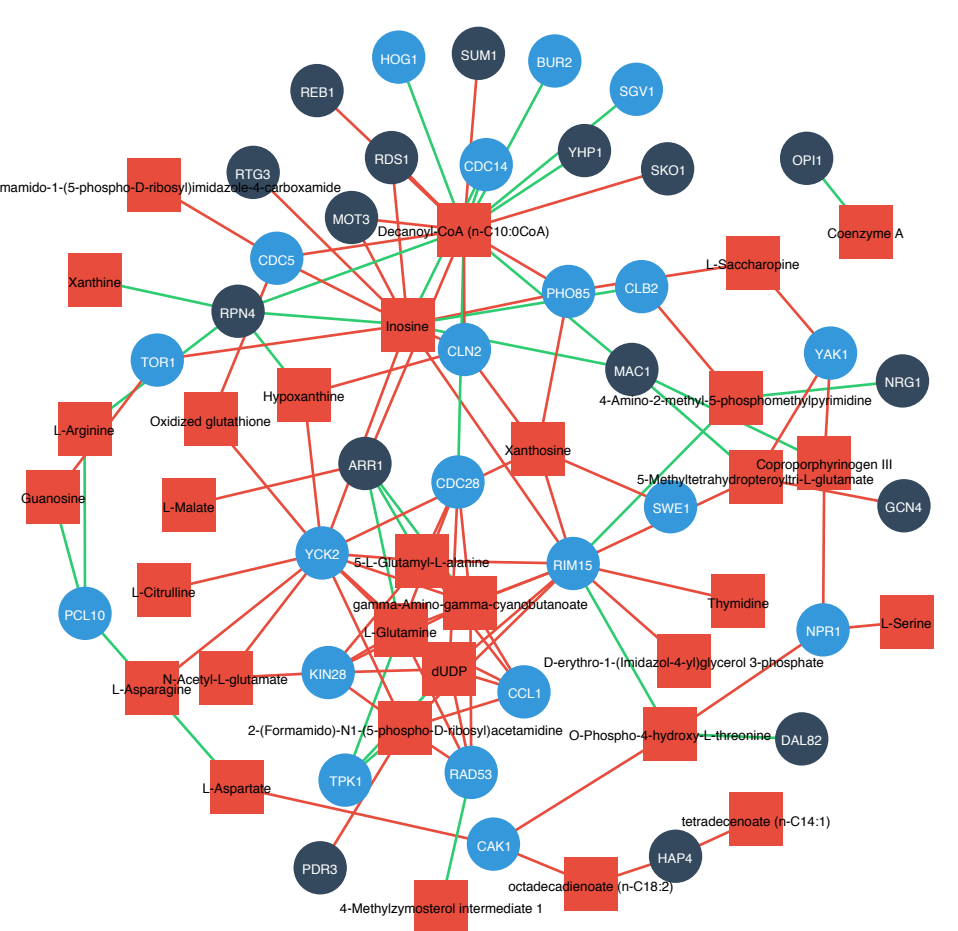 HOG1
SUM1
BUR2
REB1
SGV1
RDS1
CDC14
YHP1
OPI1
RTG3
SKO1
mamido-1-(5-phospho-D-ribosyl)imidazole-4-carboxamide
MOT3
Decanoyl-CoA (n-C10:0CoA)
Coenzyme A
CDC5
L-Saccharopine
Xanthine
PHO85
CLB2
RPN4
Inosine
CLN2
YAK1
TOR1
MAC1
NRG1
Hypoxanthine
4-Amino-2-methyl-5-phosphomethylpyrimidine
Oxidized glutathione
L-Arginine
Xanthosine
ARR1
Coproporphyrinogen III
5-Methyltetrahydropteroyltri-L-glutamate
CDC28
Guanosine
L-Malate
SWE1
GCN4
YCK2
5-L-Glutamyl-L-alanine
RIM15
L-Citrulline
gamma-Amino-gamma-cyanobutanoate
Thymidine
PCL10
L-Serine
L-Glutamine
NPR1
D-erythro-1-(Imidazol-4-yl)glycerol 3-phosphate
KIN28
dUDP
N-Acetyl-L-glutamate
L-Asparagine
CCL1
2-(Formamido)-N1-(5-phospho-D-ribosyl)acetamidine
O-Phospho-4-hydroxy-L-threonine
DAL82
RAD53
TPK1
L-Aspartate
tetradecenoate (n-C14:1)
CAK1
HAP4
PDR3
octadecadienoate (n-C18:2)
4-Methylzymosterol intermediate 1